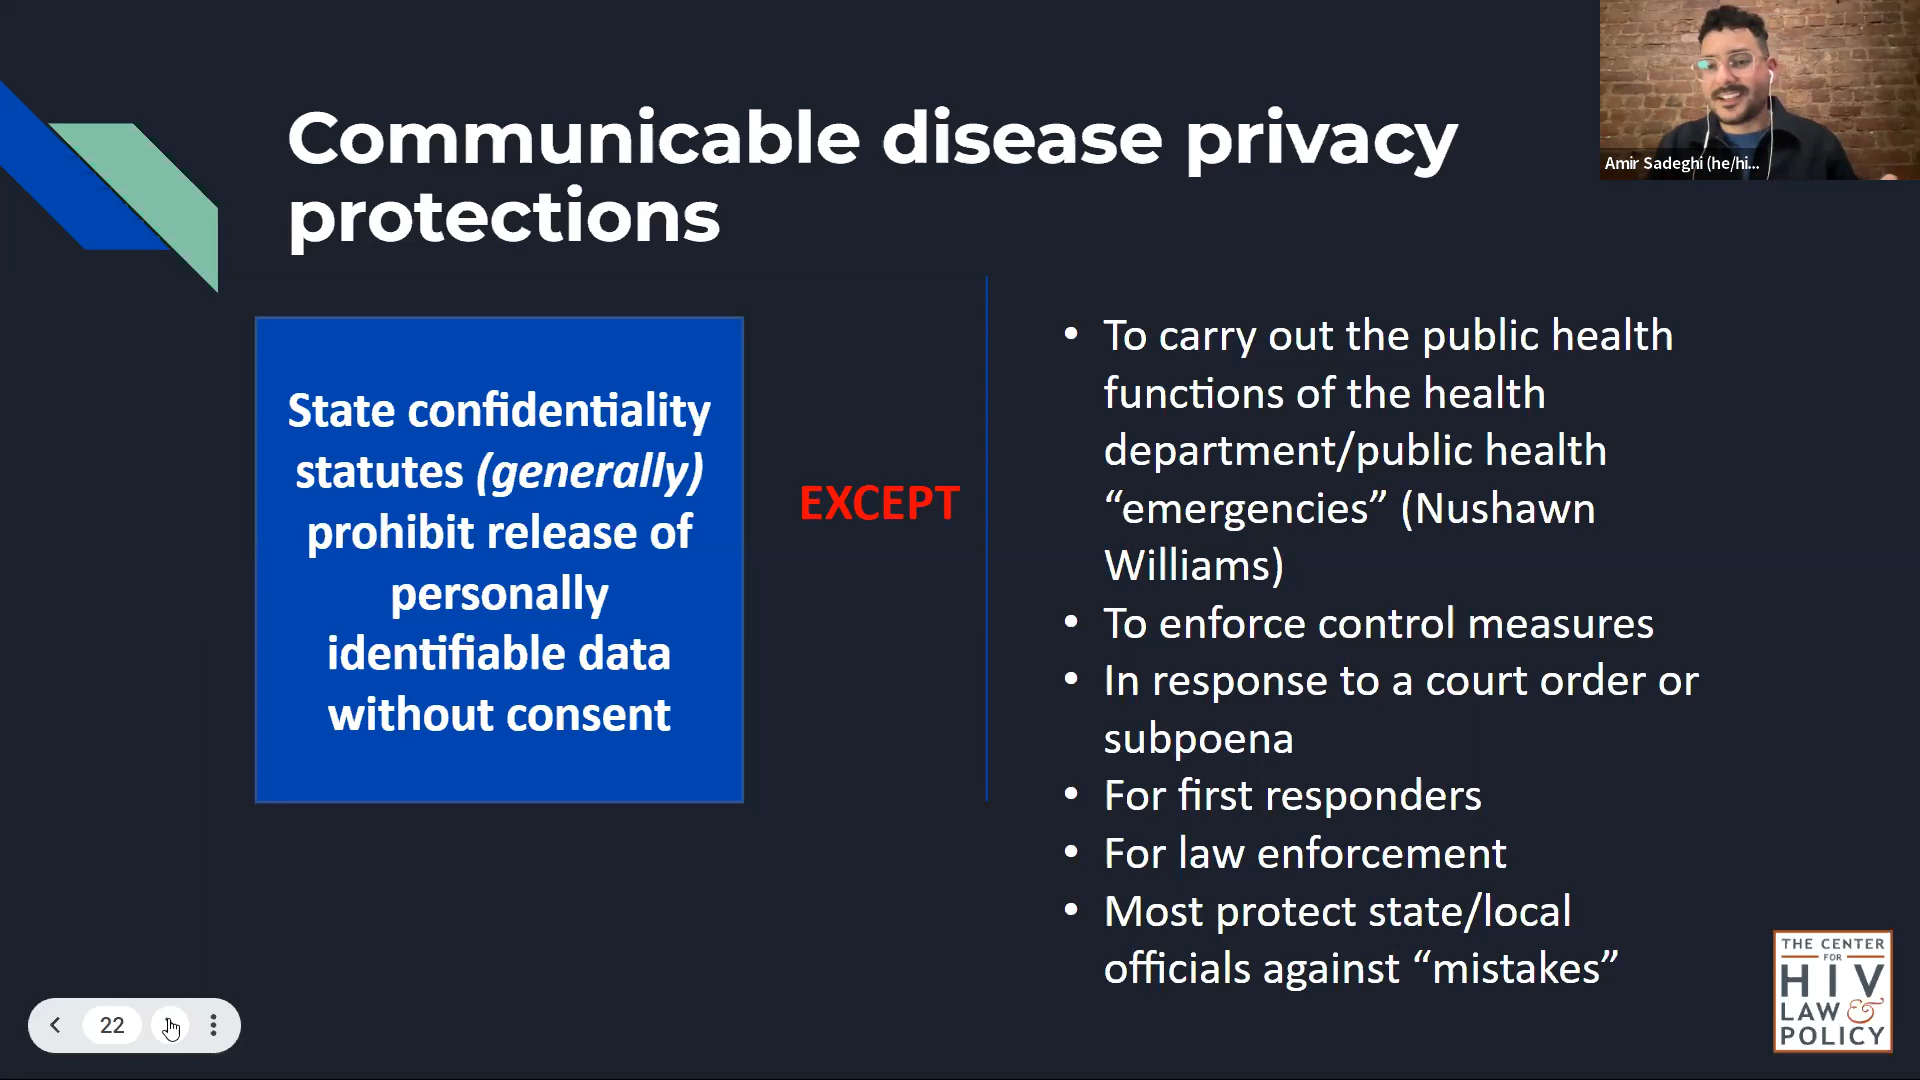 Communicable disease privacy
protections
Amir Sadeghi (he/hi...
State confidentiality
statutes (generally)
prohibit release of
personally
identifiable data
without consent
EXCEPT
• To carry out the public health
functions of the health
department/public health
“emergencies” (Nushawn
Williams)
• To enforce control measures
• In response to a court order or
subpoena
• For first responders
• For law enforcement
• Most protect state/local
officials against “mistakes”
22
THE CENTER
FOR
HIV
LAW &
POLICY